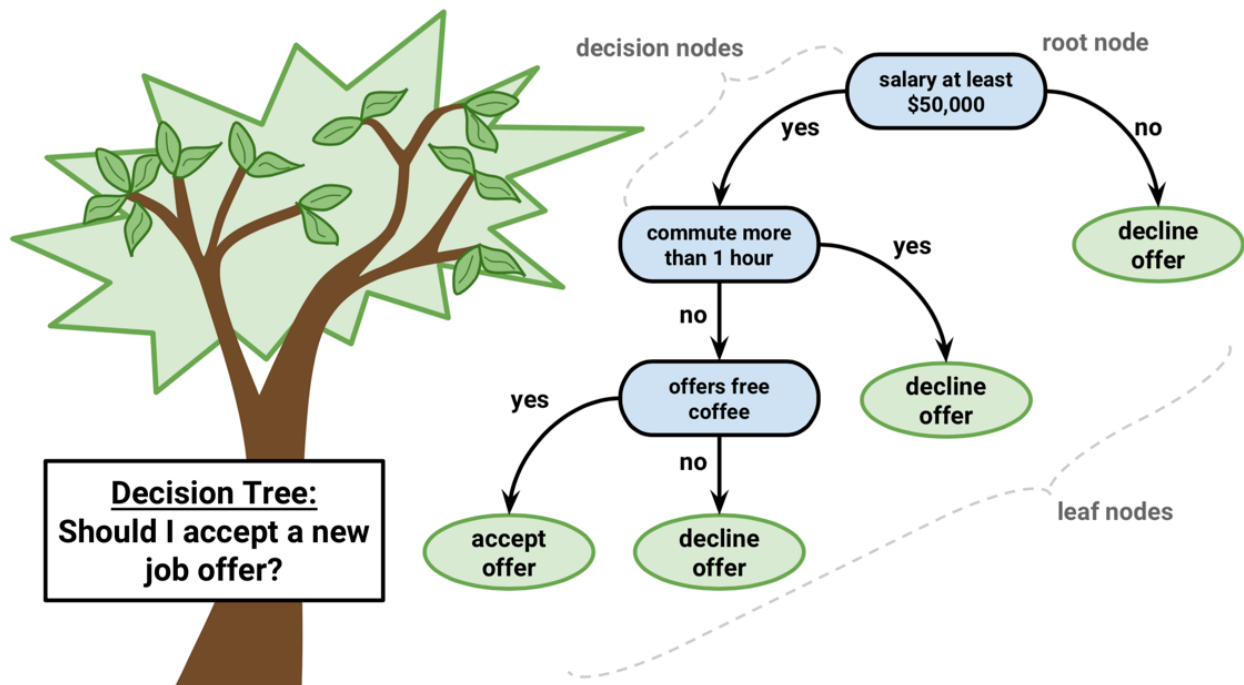 decision nodes
root node
salary at least
$50,000
yes
no
commute more
than 1 hour
yes
decline
offer
no
offers free
coffee
decline
offer
yes
no
leaf nodes
accept
offer
decline
offer
Decision Tree:
Should I accept a new
job offer?